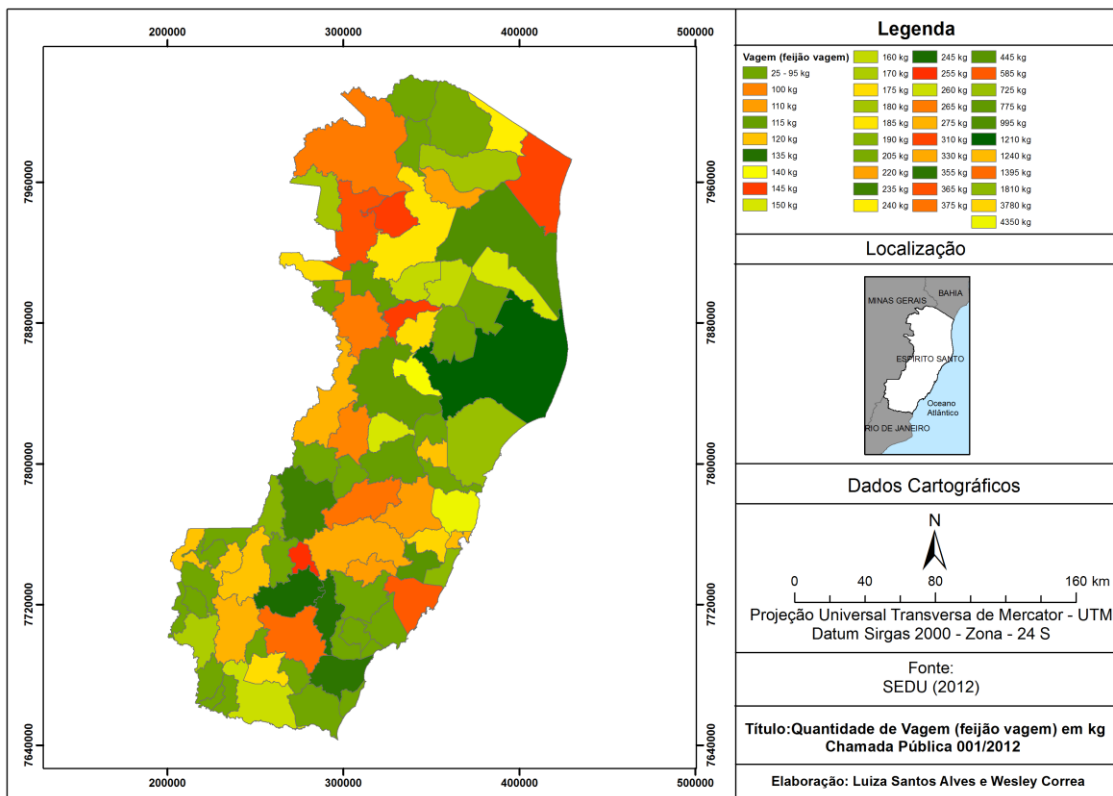 200000 300000 400000 500000
7960000
7880000
7800000
7720000
7640000
7960000
7880000
7800000
7720000
7640000
200000 300000 400000 500000
Legenda
Vagem (feijão vagem)
25 - 95 kg
100 kg
110 kg
115 kg
120 kg
135 kg
140 kg
145 kg
150 kg
160 kg
170 kg
175 kg
180 kg
185 kg
190 kg
205 kg
220 kg
235 kg
240 kg
245 kg
255 kg
260 kg
265 kg
275 kg
310 kg
330 kg
355 kg
365 kg
375 kg
445 kg
585 kg
725 kg
775 kg
995 kg
1210 kg
1240 kg
1395 kg
1810 kg
3780 kg
4350 kg
Localização
BAHIA
MINAS GERAIS
ESPÍRITO SANTO
Oceano
Atlântico
RIO DE JANEIRO
Dados Cartográficos
N
0 40 80 160 km
Projeção Universal Transversa de Mercator - UTM
Datum Sirgas 2000 - Zona - 24 S
Fonte:
SEDU (2012)
Título:Quantidade de Vagem (feijão vagem) em kg
Chamada Pública 001/2012
Elaboração: Luiza Santos Alves e Wesley Correa